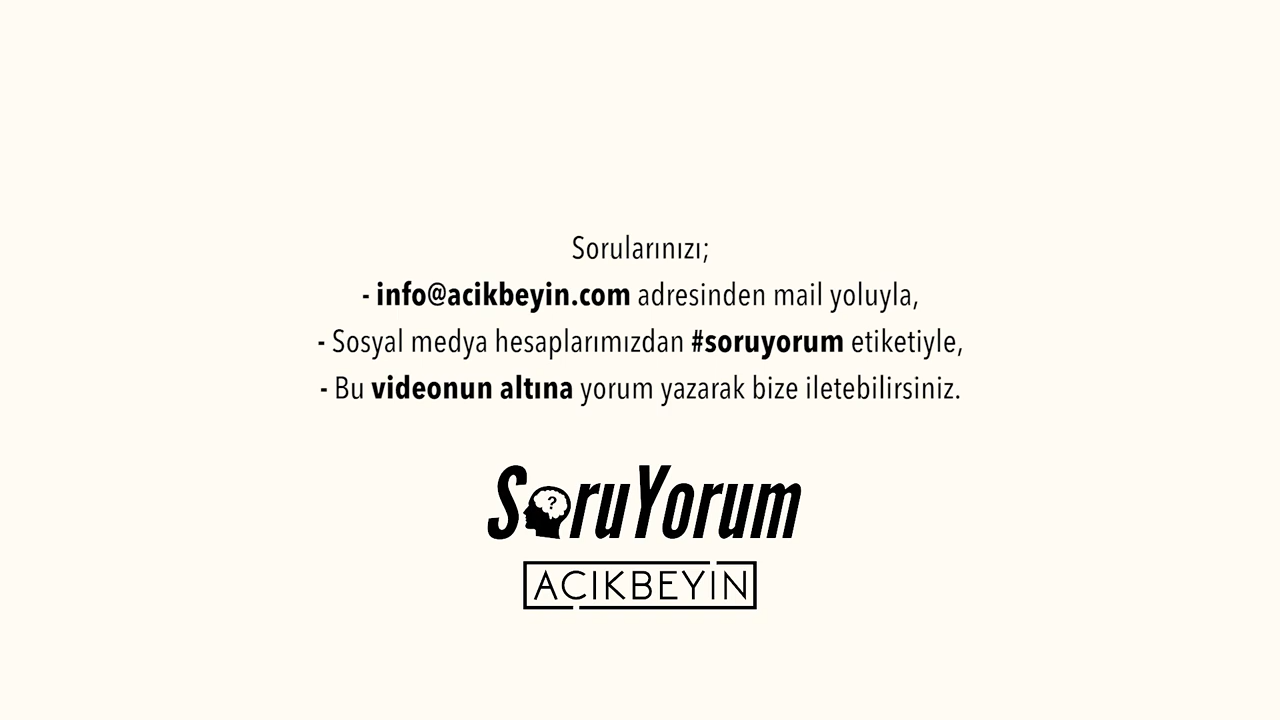 Sorularınızı;
- info@acikbeyin.com adresinden mail yoluyla,
- Sosyal medya hesaplarımızdan #soruyorum etiketiyle,
- Bu videonun altına yorum yazarak bize iletebilirsiniz.
SoruYorum
AÇIKBEYİN